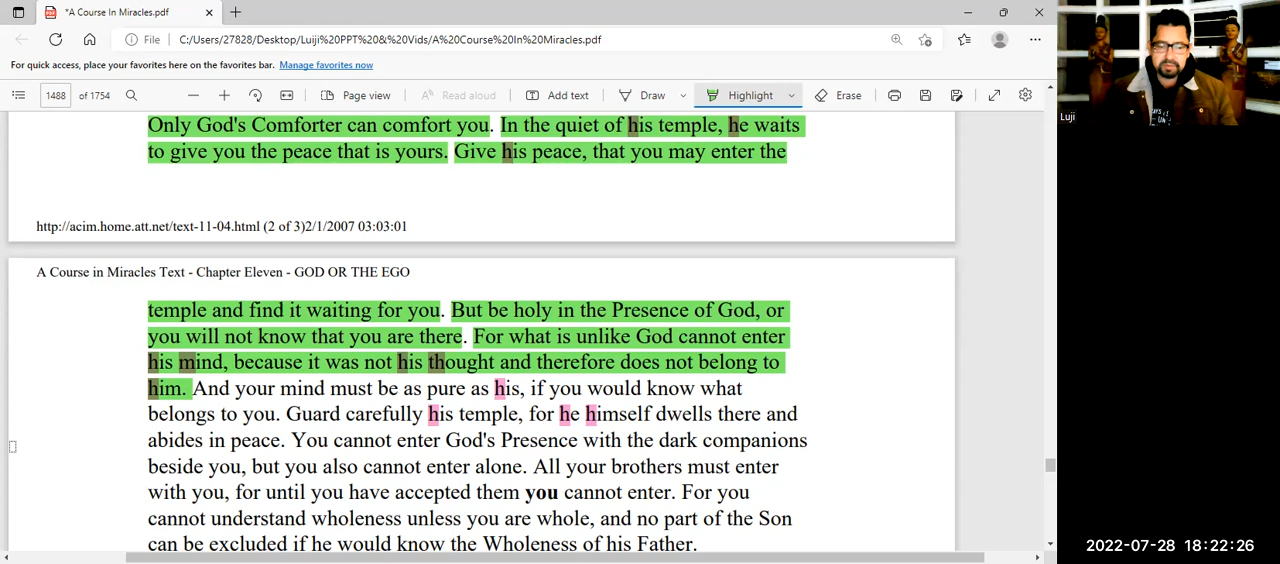 *A Course In Miracles.pdf
File
C:/Users/27828/Desktop/Luiji%20PPT%20&%20Vids/A%20Course%20In%20Miracles.pdf
For quick access, place your favorites here on the favorites bar. Manage favorites now
1488 of 1754
Page view
Read aloud
Add text
Draw
Highlight
Erase
Only God's Comforter can comfort you. In the quiet of his temple, he waits
to give you the peace that is yours. Give his peace, that you may enter the
http://acim.home.att.net/text-11-04.html (2 of 3)2/1/2007 03:03:01
A Course in Miracles Text - Chapter Eleven - GOD OR THE EGO
temple and find it waiting for you. But be holy in the Presence of God, or
you will not know that you are there. For what is unlike God cannot enter
his mind, because it was not his thought and therefore does not belong to
him. And your mind must be as pure as his, if you would know what
belongs to you. Guard carefully his temple, for he himself dwells there and
abides in peace. You cannot enter God's Presence with the dark companions
beside you, but you also cannot enter alone. All your brothers must enter
with you, for until you have accepted them you cannot enter. For you
cannot understand wholeness unless you are whole, and no part of the Son
can be excluded if he would know the Wholeness of his Father.
Luji
2022-07-28 18:22:26